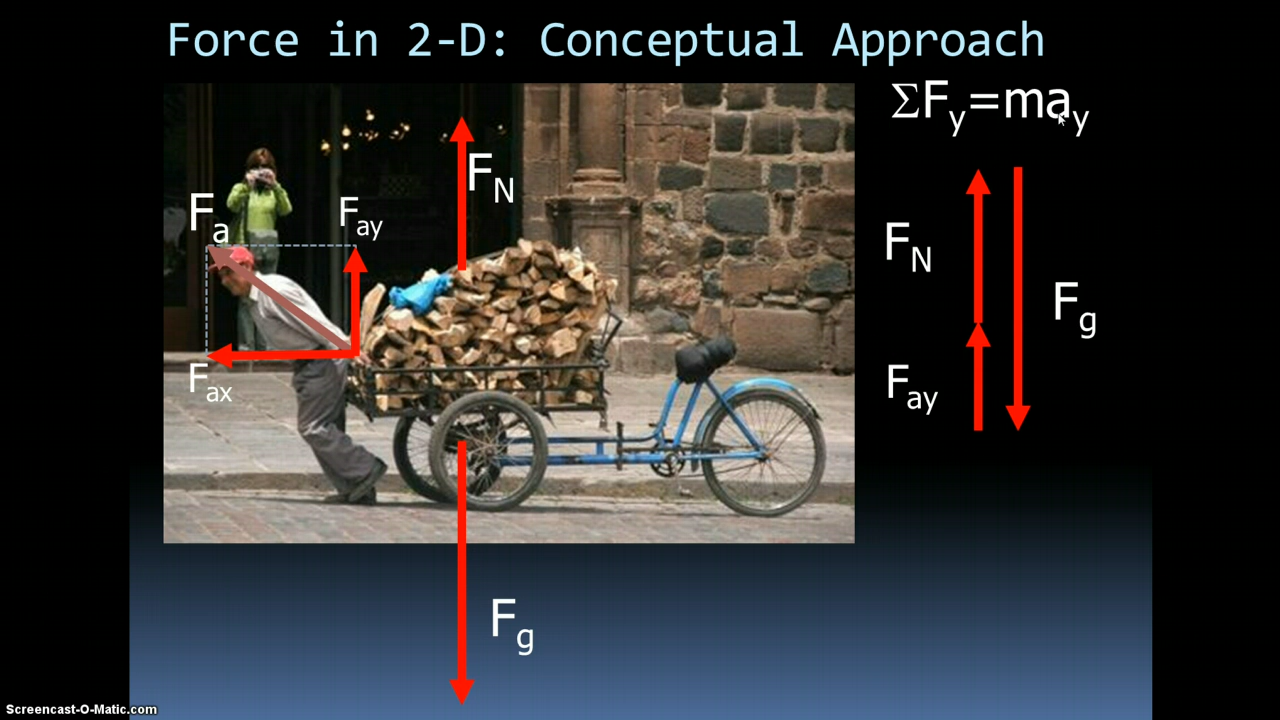 Force in 2-D: Conceptual Approach
ΣFy=may
FN
Fa
Fay
FN
Fg
Fax
Fay
Fg
Screencast-O-Matic.com